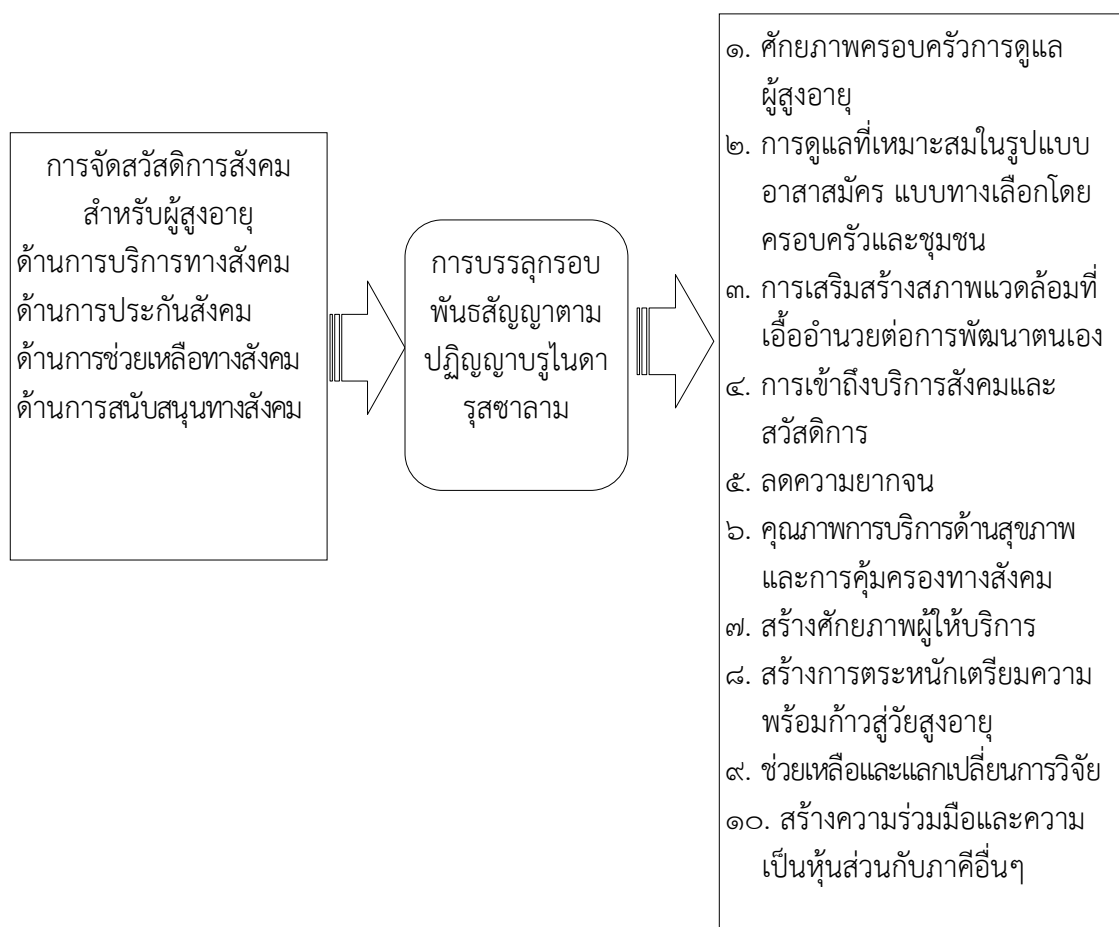 การจัดสวัสดิการสังคม
สำหรับผู้สูงอายุ
ด้านการบริการทางสังคม
ด้านการประกันสังคม
ด้านการช่วยเหลือทางสังคม
ด้านการสนับสนุนทางสังคม
การบรรลุกรอบ
พันธสัญญาตาม
ปฏิญญาบรูไนดา
รุสซาลาม
๑. ศักยภาพครอบครัวการดูแล
ผู้สูงอายุ
๒. การดูแลที่เหมาะสมในรูปแบบ
อาสาสมัคร แบบทางเลือกโดย
ครอบครัวและชุมชน
๓. การเสริมสร้างสภาพแวดล้อมที่
เอื้ออำนวยต่อการพัฒนาตนเอง
๔. การเข้าถึงบริการสังคมและ
สวัสดิการ
๕. ลดความยากจน
๖. คุณภาพการบริการด้านสุขภาพ
และการคุ้มครองทางสังคม
๗. สร้างศักยภาพผู้ให้บริการ
๘. สร้างการตระหนักเตรียมความ
พร้อมก้าวสู่วัยสูงอายุ
๙. ช่วยเหลือและแลกเปลี่ยนการวิจัย
๑๐. สร้างความร่วมมือและความ
เป็นหุ้นส่วนกับภาคีอื่นๆ